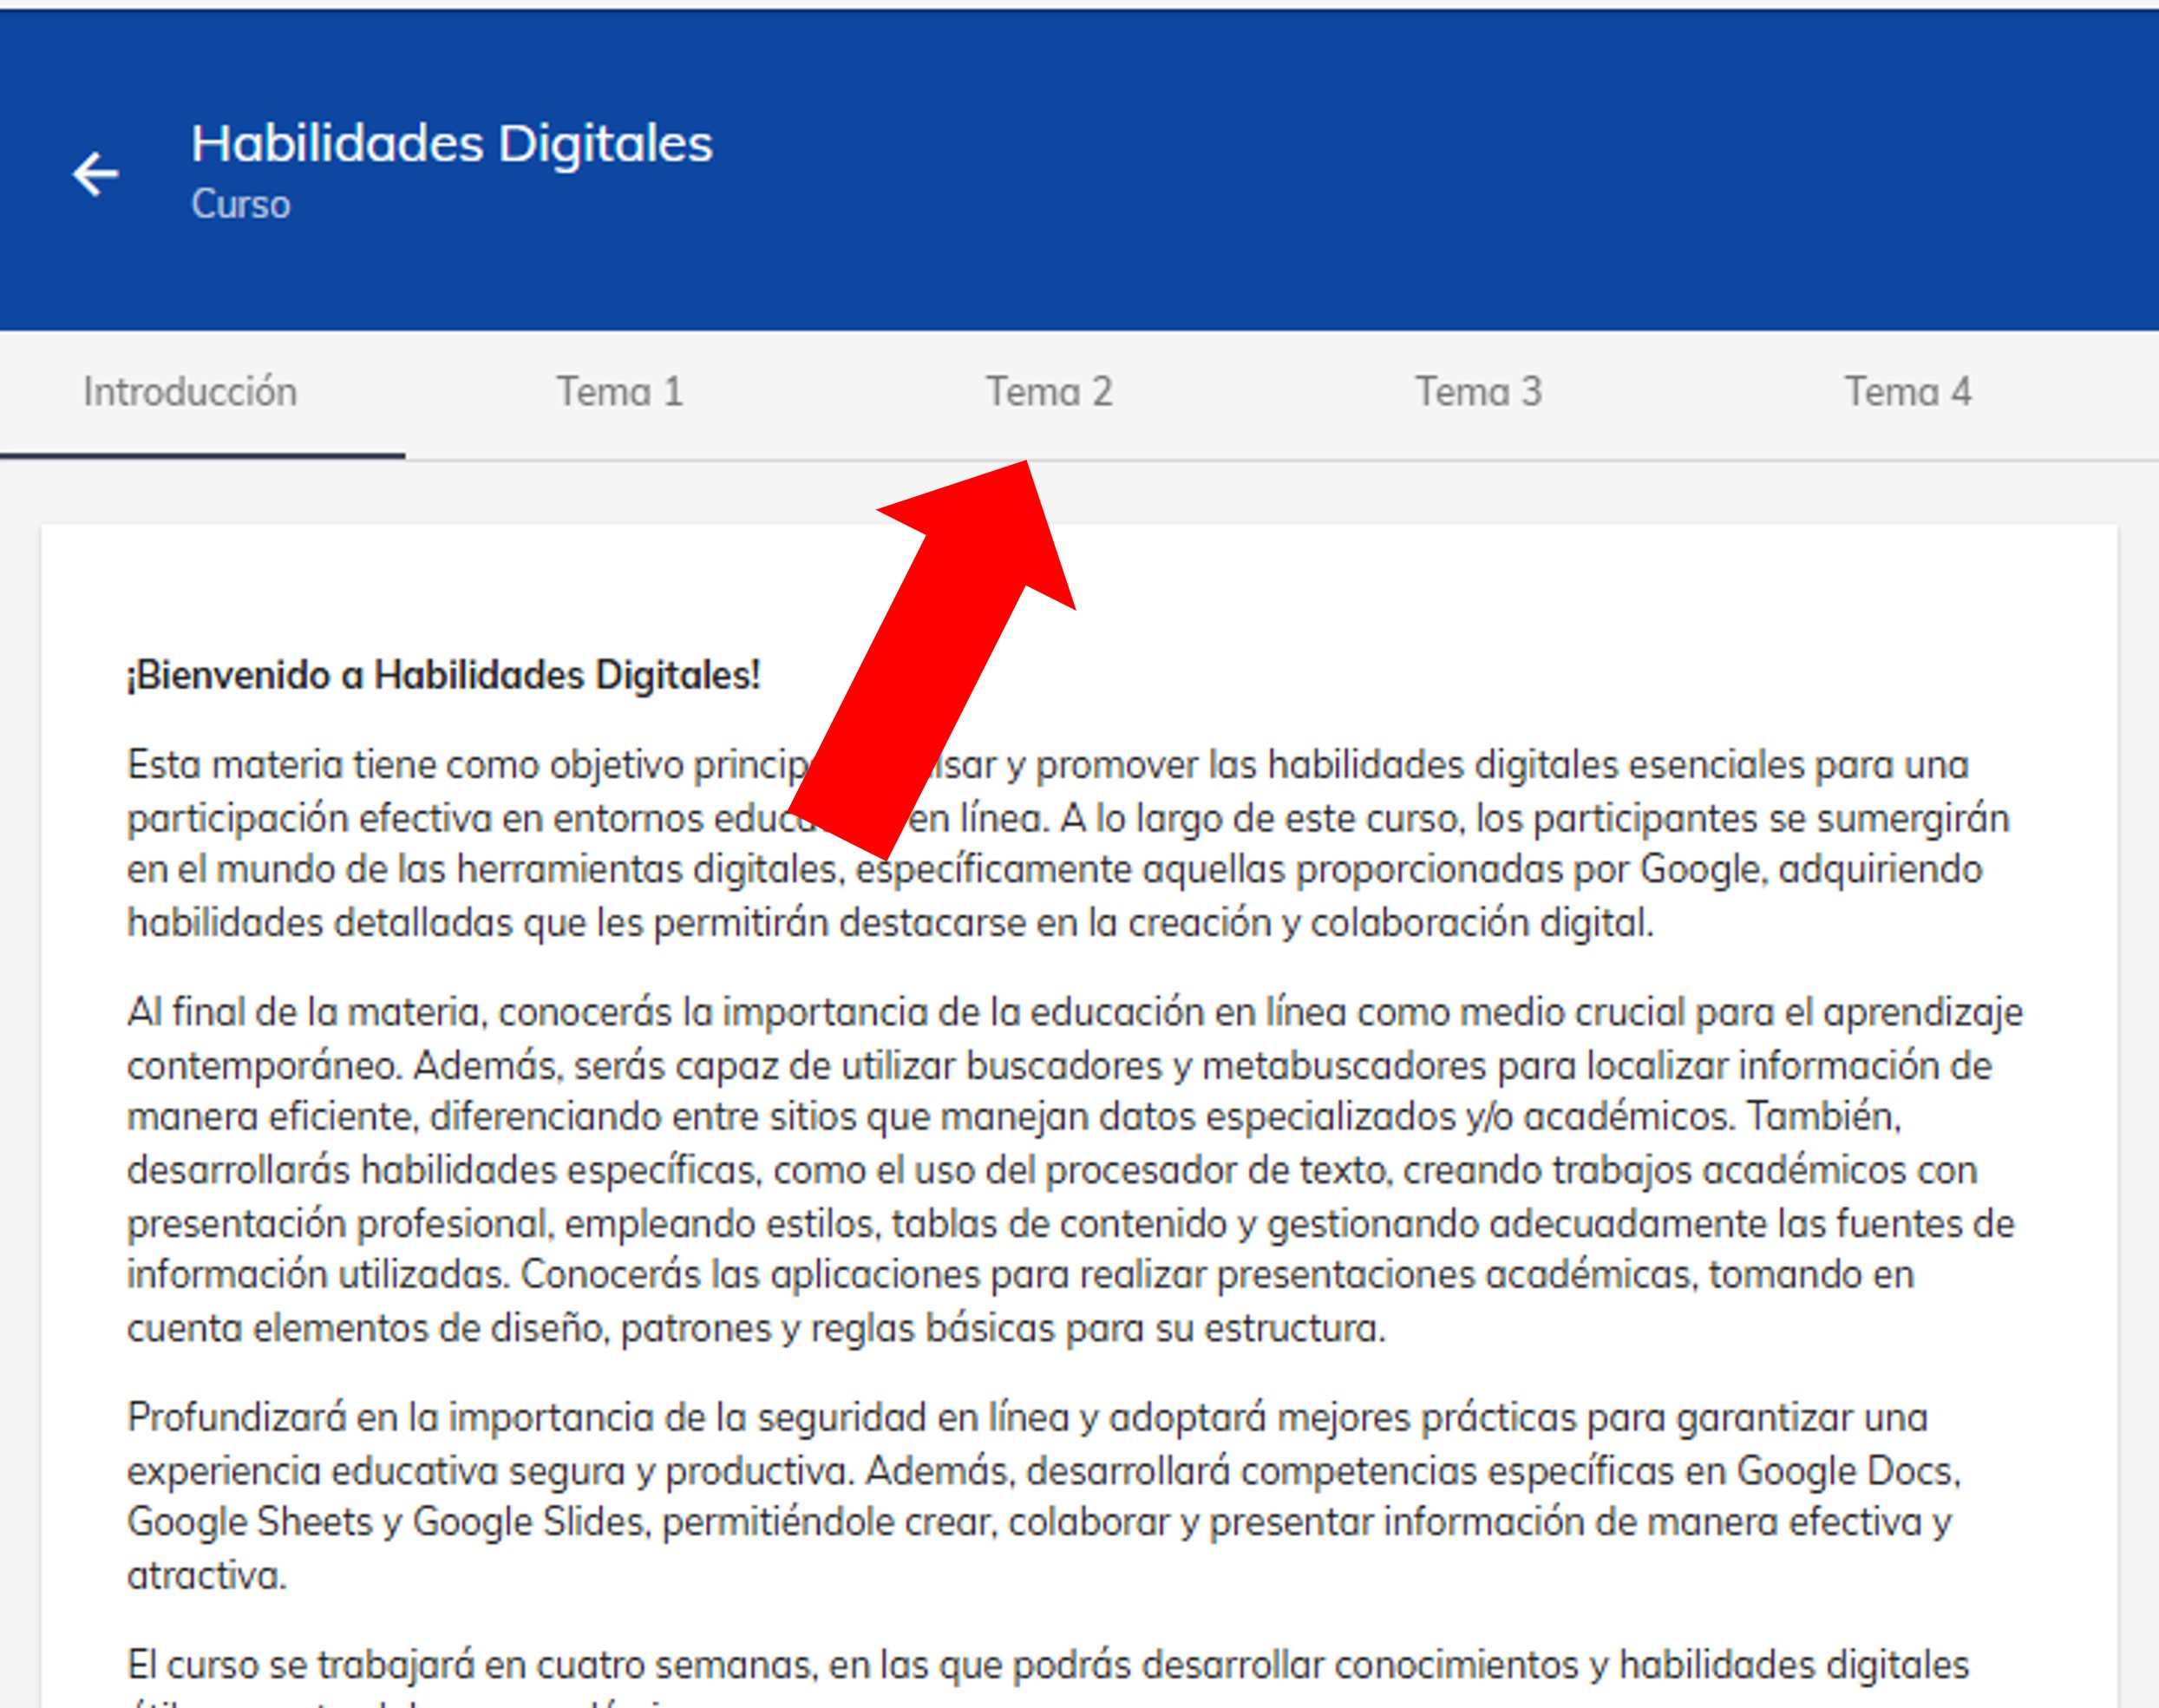 Habilidades Digitales
Curso
Introducción Tema 1 Tema 2 Tema 3 Tema 4
¡Bienvenido a Habilidades Digitales!
Esta materia tiene como objetivo y promover las habilidades digitales esenciales para una
participación efectiva en entornos en línea. A lo largo de este curso, los participantes se sumergirán
en el mundo de las herramientas digitales, específicamente aquellas proporcionadas por Google, adquiriendo
habilidades detalladas que les permitirán destacarse en la creación y colaboración digital.
Al final de la materia, conocerás la importancia de la educación en línea como medio crucial para el aprendizaje
contemporáneo. Además, serás capaz de utilizar buscadores y metabuscadores para localizar información de
manera eficiente, diferenciando entre sitios que manejan datos especializados y/o académicos. También,
desarrollarás habilidades específicas, como el uso del procesador de texto, creando trabajos académicos con
presentación profesional, empleando estilos, tablas de contenido y gestionando adecuadamente las fuentes de
información utilizadas. Conocerás las aplicaciones para realizar presentaciones académicas, tomando en
cuenta elementos de diseño, patrones y reglas básicas para su estructura.
Profundizará en la importancia de la seguridad en línea y adoptará mejores prácticas para garantizar una
experiencia educativa segura y productiva. Además, desarrollará competencias específicas en Google Docs,
Google Sheets y Google Slides, permitiéndole crear, colaborar y presentar información de manera efectiva y
atractiva.
El curso se trabajará en cuatro semanas, en las que podrás desarrollar conocimientos y habilidades digitales